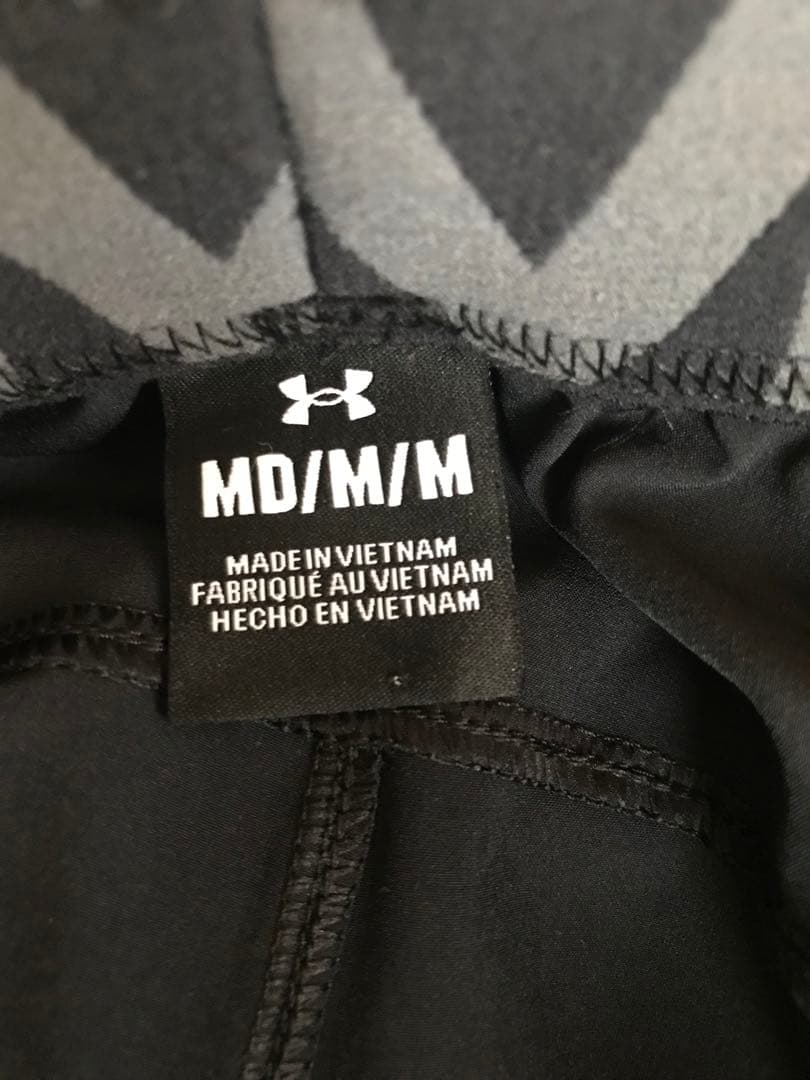 MD/M/M
MADE IN VIETNAM
FABRIQUÉ AU VIETNAM
HECHO EN VIETNAM